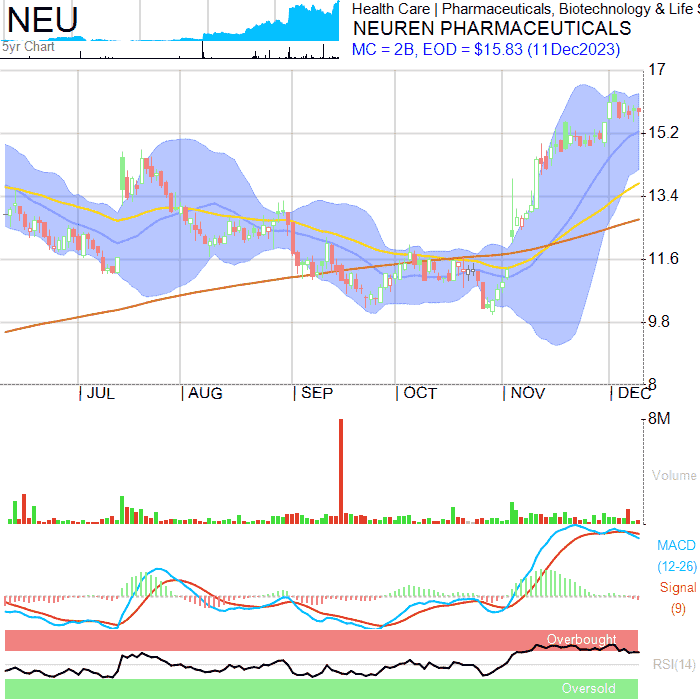 NEU
5yr Chart
Health Care | Pharmaceuticals, Biotechnology & Life S
NEUREN PHARMACEUTICALS
MC = 2B, EOD = $15.83 (11Dec2023)
17
15.2
13.4
11.6
9.8
8
JUL AUG SEP OCT NOV DEC
8M
Volume
MACD
(12-26)
Signal
(9)
Overbought
RSI(14)
Oversold